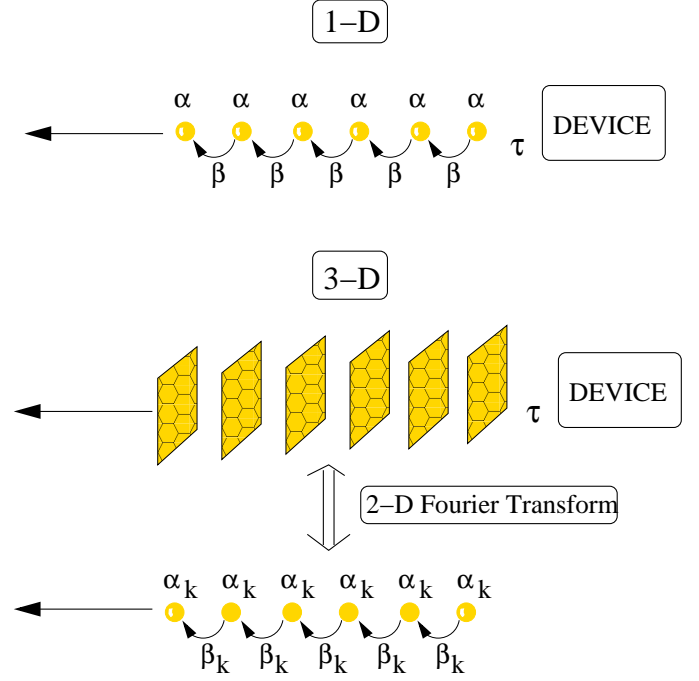 1–D
α α α α α α
DEVICE
τ
β β β β β
3–D
DEVICE
τ
2–D Fourier Transform
αk αk αk αk αk αk
βk βk βk βk βk